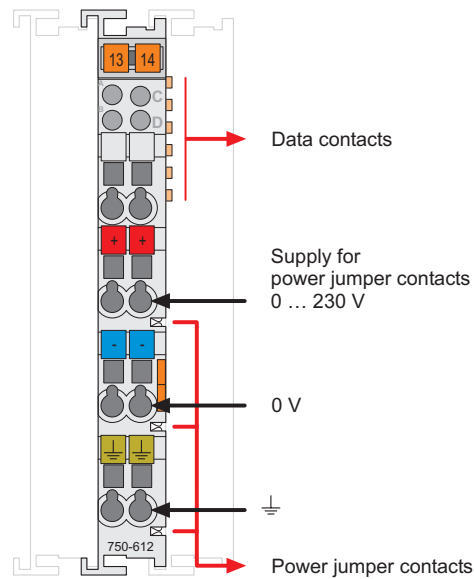 13 14
A
C
B
D
Data contacts
+ +
Supply for
power jumper contacts
0 ... 230 V
- -
0 V
750-612
Power jumper contacts